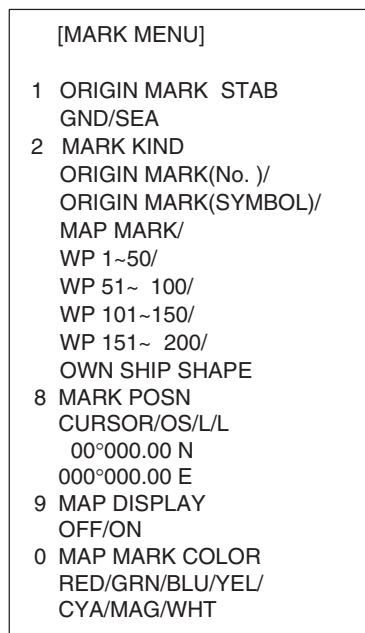 [MARK MENU]
1 ORIGIN MARK STAB
GND/SEA
2 MARK KIND
ORIGIN MARK(No. )/
ORIGIN MARK(SYMBOL)/
MAP MARK/
WP 1~50/
WP 51~ 100/
WP 101~150/
WP 151~ 200/
OWN SHIP SHAPE
8 MARK POSN
CURSOR/OS/L/L
00°000.00 N
000°000.00 E
9 MAP DISPLAY
OFF/ON
0 MAP MARK COLOR
RED/GRN/BLU/YEL/
CYA/MAG/WHT